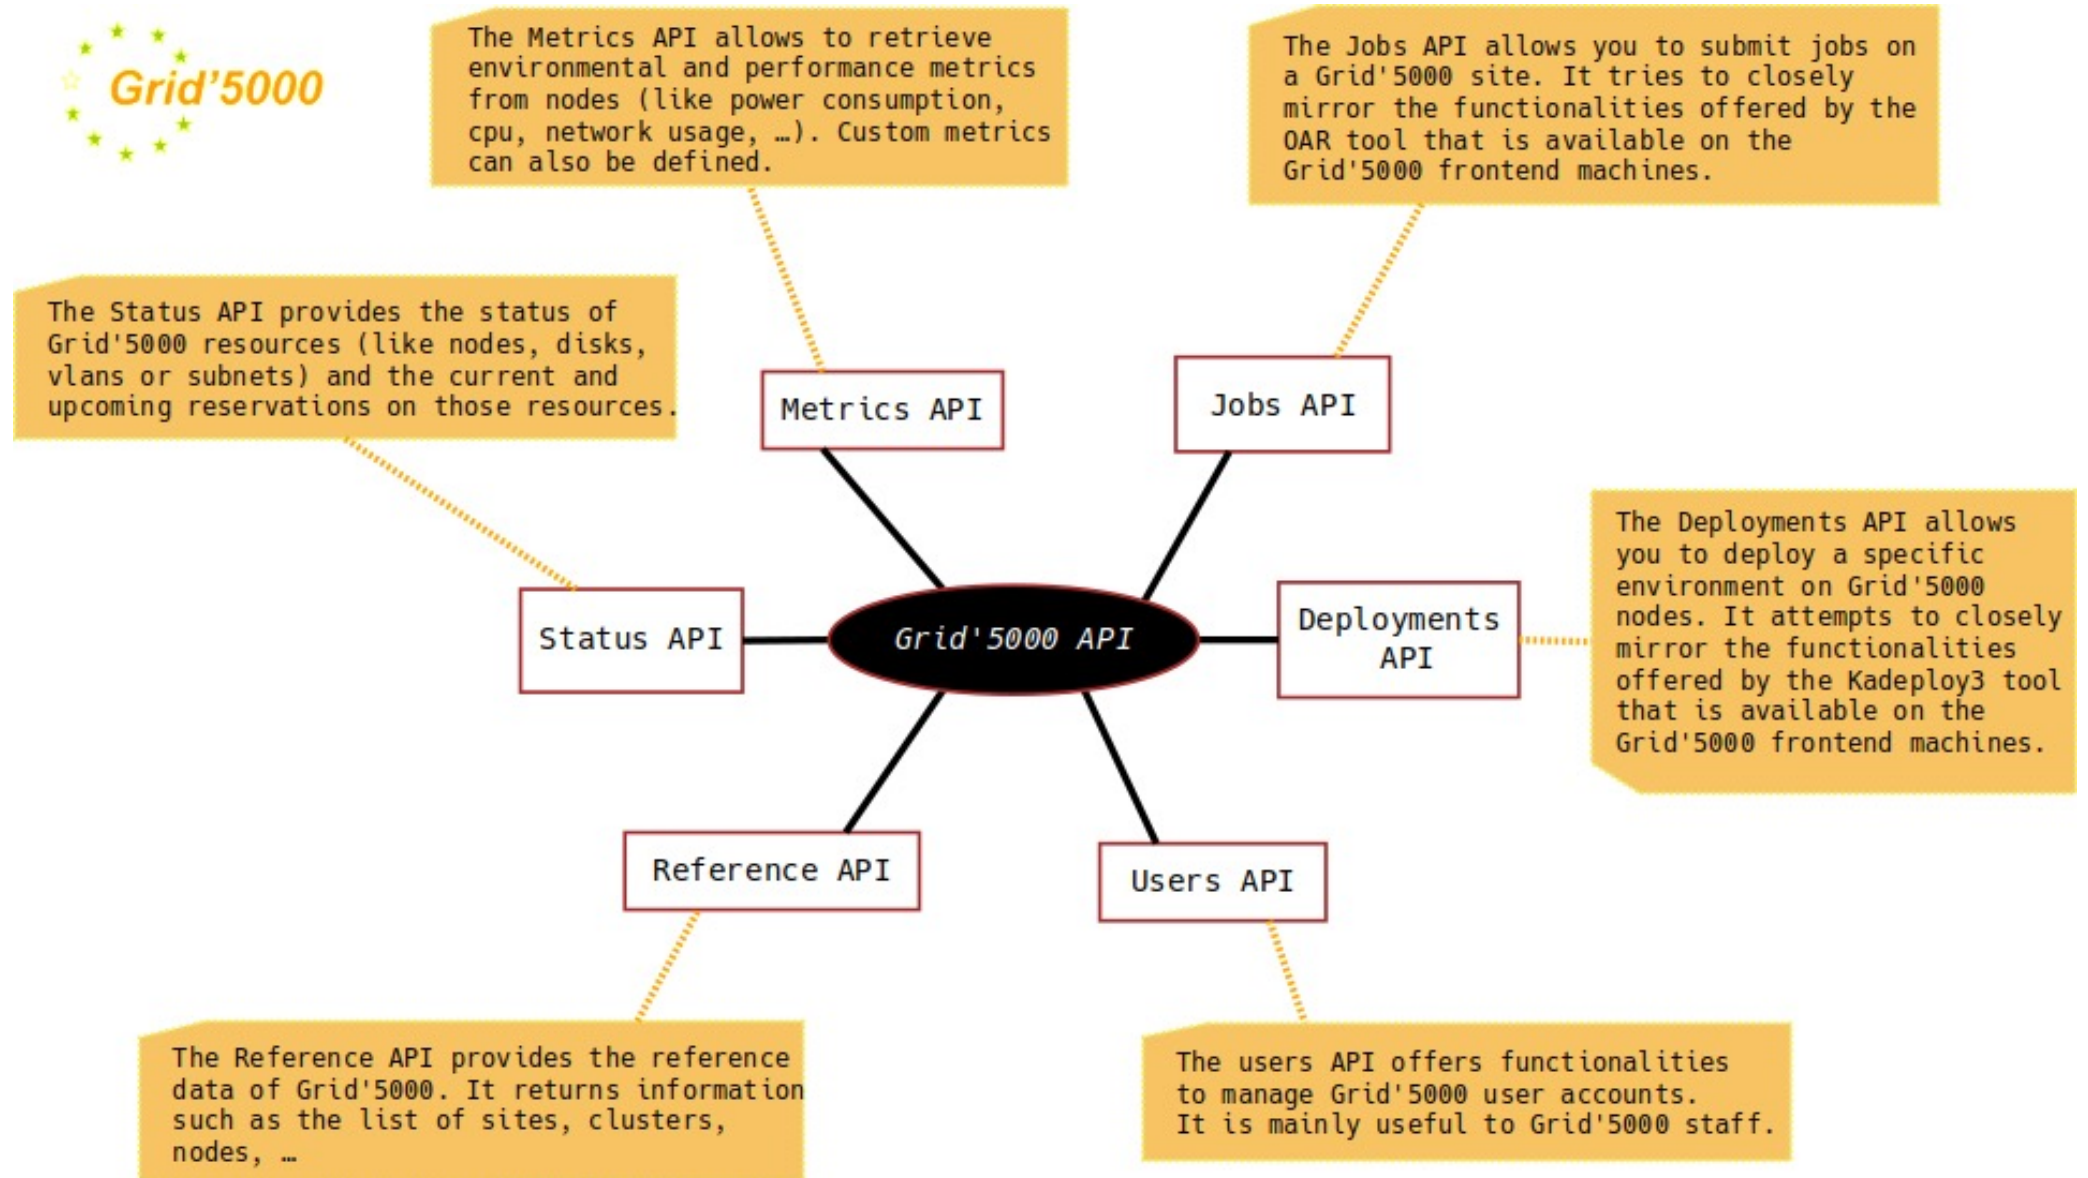 Grid'5000
The Metrics API allows to retrieve
environmental and performance metrics
from nodes (like power consumption,
cpu, network usage, …). Custom metrics
can also be defined.
The Jobs API allows you to submit jobs on
a Grid'5000 site. It tries to closely
mirror the functionalities offered by the
OAR tool that is available on the
Grid'5000 frontend machines.
The Status API provides the status of
Grid'5000 resources (like nodes, disks,
vlans or subnets) and the current and
upcoming reservations on those resources.
Metrics API
Jobs API
The Deployments API allows
you to deploy a specific
environment on Grid'5000
nodes. It attempts to closely
mirror the functionalities
offered by the Kadeploy3 tool
that is available on the
Grid'5000 frontend machines.
Status API
Grid'5000 API
Deployments
API
Reference API
Users API
The Reference API provides the reference
data of Grid'5000. It returns information
such as the list of sites, clusters,
nodes, …
The users API offers functionalities
to manage Grid'5000 user accounts.
It is mainly useful to Grid'5000 staff.